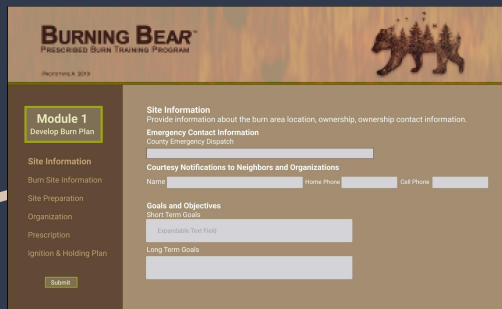 BURNING BEAR™
PRESCRIBED BURN TRAINING PROGRAM
PROTOTYPE A 2019
Module 1
Develop Burn Plan
Site Information
Burn Site Information
Site Preparation
Organization
Prescription
Ignition & Holding Plan
Submit
Site Information
Provide information about the burn area location, ownership, ownership contact information.
Emergency Contact Information
County Emergency Dispatch
Courtesy Notifications to Neighbors and Organizations
Name Home Phone Cell Phone
Goals and Objectives
Short Term Goals
Expandable Text Field
Long Term Goals